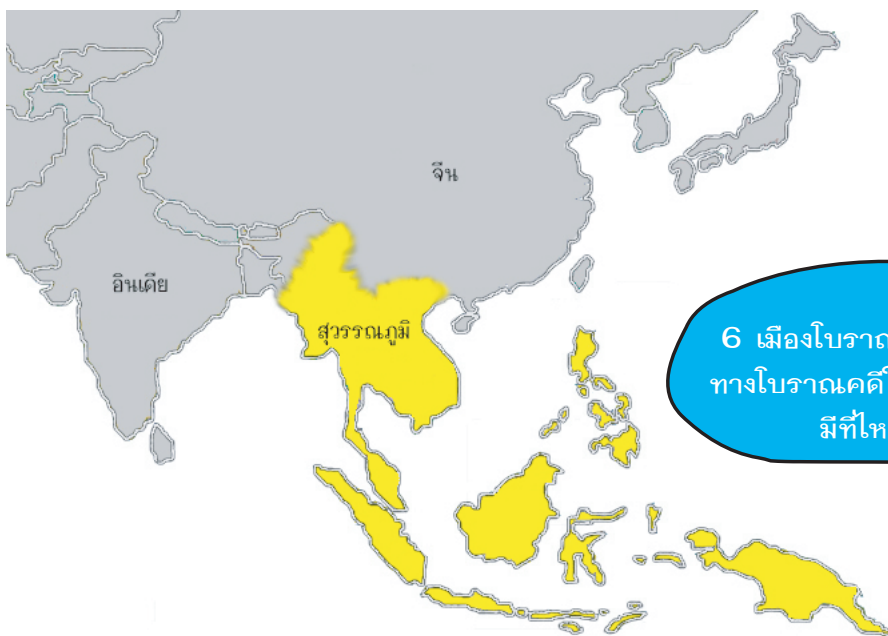 จีน
อินเดีย
สุวรรณภูมิ
6 เมืองโบราณ
ทางโบราณคดี
มีที่ไห